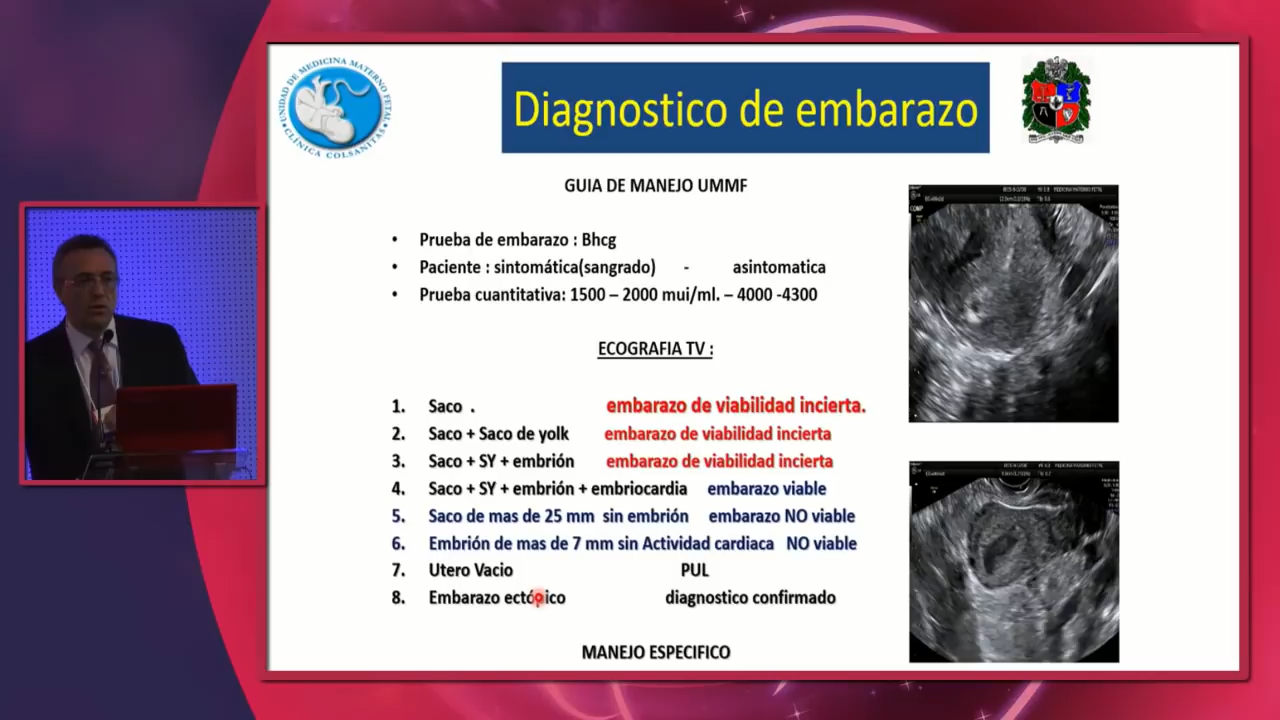 UNIDAD DE MEDICINA MATERNO FETAL
CLÍNICA COLSANITAS
Diagnostico de embarazo
GUIA DE MANEJO UMMF
• Prueba de embarazo : Bhcg
• Paciente : sintomática(sangrado) - asintomatica
• Prueba cuantitativa: 1500 – 2000 mui/ml. – 4000 -4300
ECOGRAFIA TV :
1. Saco . embarazo de viabilidad incierta.
2. Saco + Saco de yolk embarazo de viabilidad incierta
3. Saco + SY + embrión embarazo de viabilidad incierta
4. Saco + SY + embrión + embriocardia embarazo viable
5. Saco de mas de 25 mm sin embrión embarazo NO viable
6. Embrión de mas de 7 mm sin Actividad cardiaca NO viable
7. Utero Vacio PUL
8. Embarazo ectópico diagnostico confirmado
MANEJO ESPECIFICO